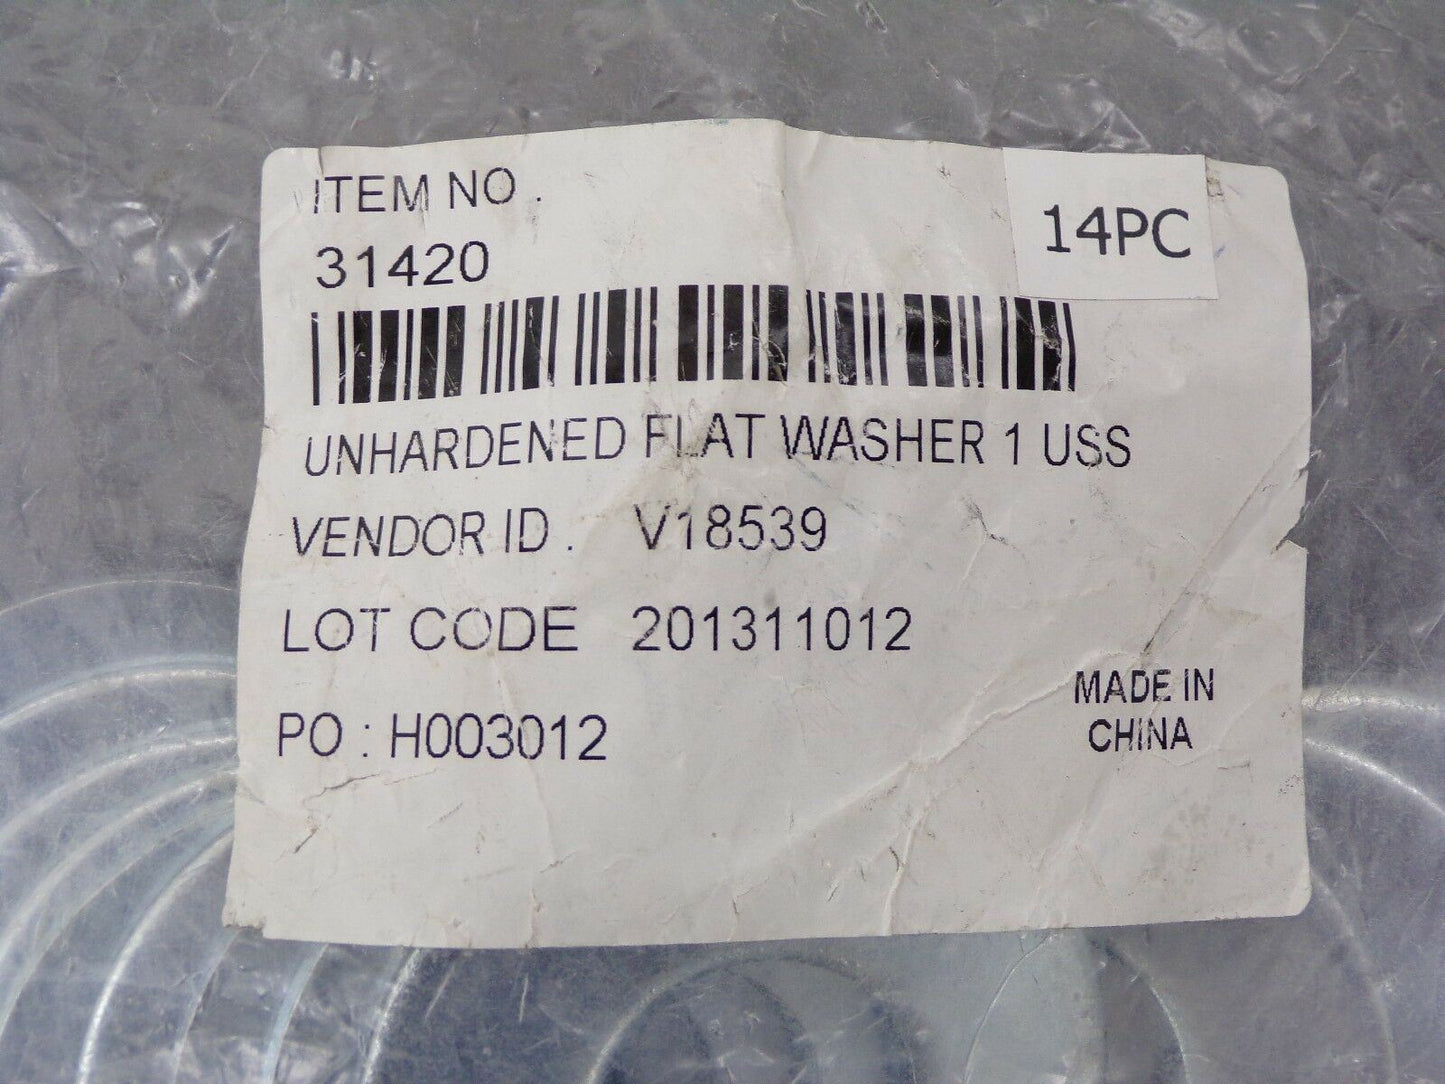 ITEM NO .
14PC
31420
UNHARDENED FLAT WASHER 1 USS
VENDOR ID . V18539
LOT CODE 201311012
MADE IN
CHINA
PO : H003012